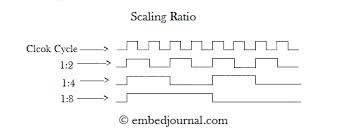 Scaling Ratio
Clcok Cycle
1:2
1:4
1:8
© embedjournal.com